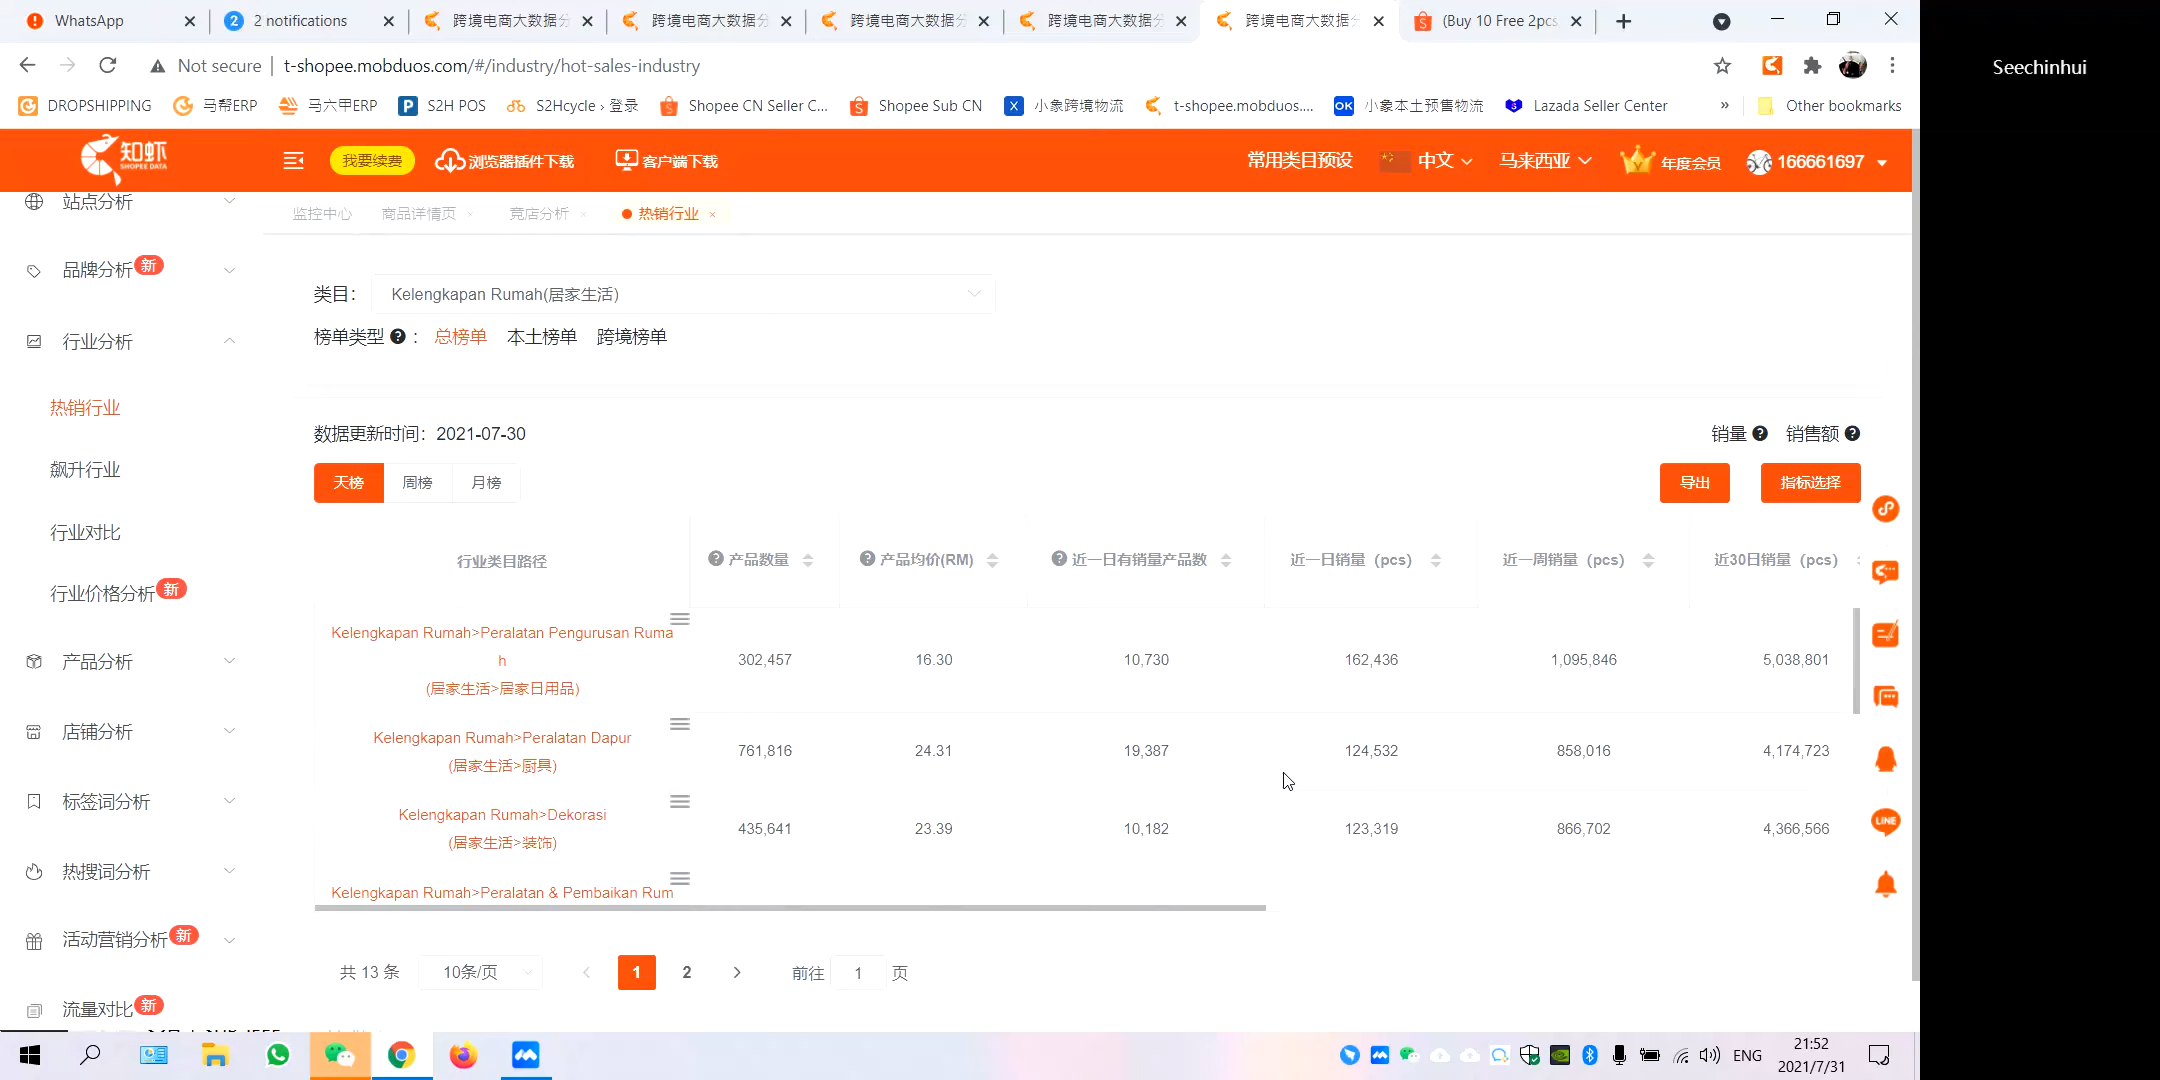 WhatsApp
2 notifications
跨境电商大数据分
跨境电商大数据分
跨境电商大数据分
跨境电商大数据分
跨境电商大数据分
(Buy 10 Free 2pcs
Not secure
t-shopee.mobduos.com/#/industry/hot-sales-industry
Seechinhui
DROPSHIPPING
马帮ERP
马六甲ERP
S2H POS
S2Hcycle › 登录
Shopee CN Seller C...
Shopee Sub CN
小象跨境物流
t-shopee.mobduos....
小象本土预售物流
Lazada Seller Center
»
Other bookmarks
知虾
SHOPEE DATA
我要续费
浏览器插件下载
客户端下载
常用类目预设
中文
马来西亚
年度会员
166661697
站点分析
监控中心
商品详情页
竞店分析
热销行业
品牌分析 新
类目：
Kelengkapan Rumah(居家生活)
榜单类型 ：
总榜单
本土榜单
跨境榜单
行业分析
热销行业
飙升行业
行业对比
行业价格分析 新
产品分析
店铺分析
标签词分析
热搜词分析
活动营销分析 新
流量对比 新
数据更新时间：2021-07-30
销量
销售额
天榜
周榜
月榜
导出
指标选择
行业类目路径
产品数量
产品均价(RM)
近一日有销量产品数
近一日销量（pcs）
近一周销量（pcs）
近30日销量（pcs）
Kelengkapan Rumah>Peralatan Pengurusan Ruma
h
(居家生活>居家日用品)
302,457
16.30
10,730
162,436
1,095,846
5,038,801
Kelengkapan Rumah>Peralatan Dapur
(居家生活>厨具)
761,816
24.31
19,387
124,532
858,016
4,174,723
Kelengkapan Rumah>Dekorasi
(居家生活>装饰)
435,641
23.39
10,182
123,319
866,702
4,366,566
Kelengkapan Rumah>Peralatan & Pembaikan Rum
LINE
共 13 条
10条/页
1
2
前往
1
页
ENG
21:52
2021/7/31